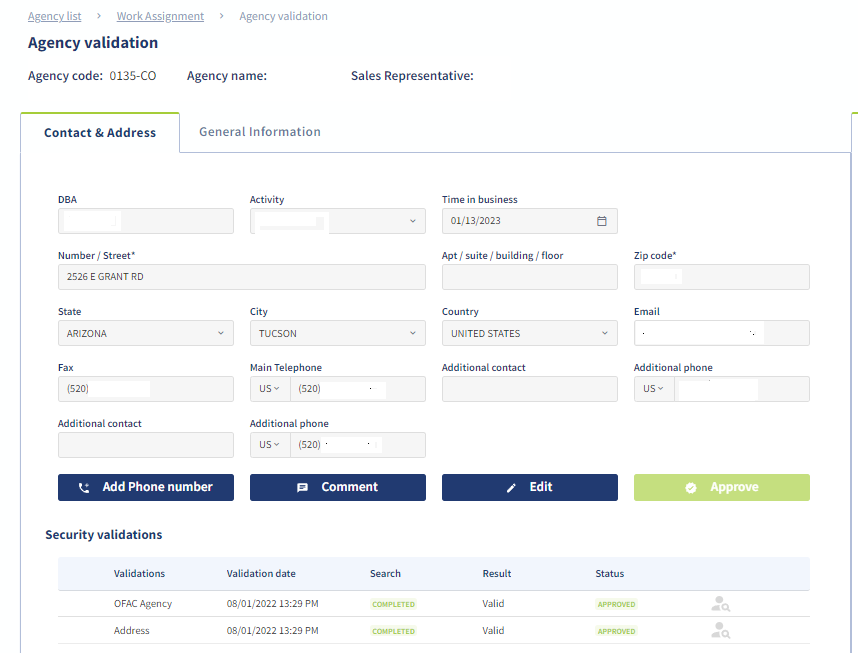 Agency list > Work Assignment > Agency validation
Agency validation
Agency code: 0135-CO Agency name: Sales Representative:
Contact & Address General Information
DBA Activity Time in business
01/13/2023
Number / Street* Apt / suite / building / floor Zip code*
2526 E GRANT RD
State City Country Email
ARIZONA TUCSON UNITED STATES
Fax Main Telephone Additional contact Additional phone
(520) US (520) US
Additional contact Additional phone
US (520)
Add Phone number Comment Edit Approve
Security validations
Validations Validation date Search Result Status
OFAC Agency 08/01/2022 13:29 PM COMPLETED Valid APPROVED
Address 08/01/2022 13:29 PM COMPLETED Valid APPROVED